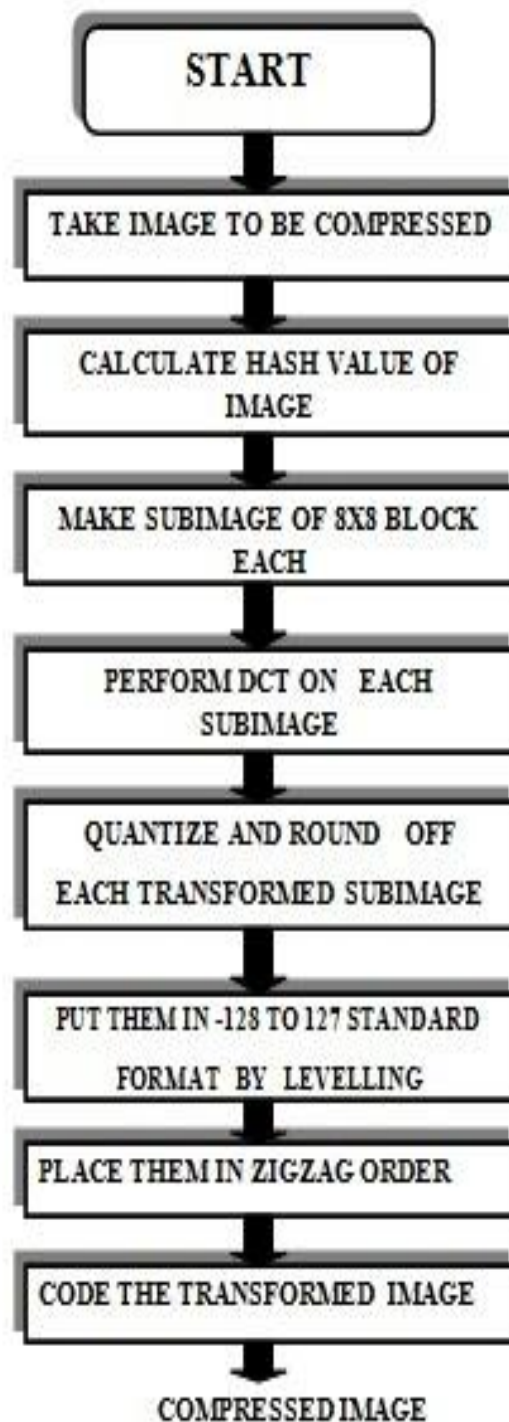 START
TAKE IMAGE TO BE COMPRESSED
CALCULATE HASH VALUE OF
IMAGE
MAKE SUBIMAGE OF 8X8 BLOCK
EACH
PERFORM DCT ON EACH
SUBIMAGE
QUANTIZE AND ROUND OFF
EACH TRANSFORMED SUBIMAGE
PUT THEM IN -128 TO 127 STANDARD
FORMAT BY LEVELLING
PLACE THEM IN ZIGZAG ORDER
CODE THE TRANSFORMED IMAGE
COMPRESSED IMAGE